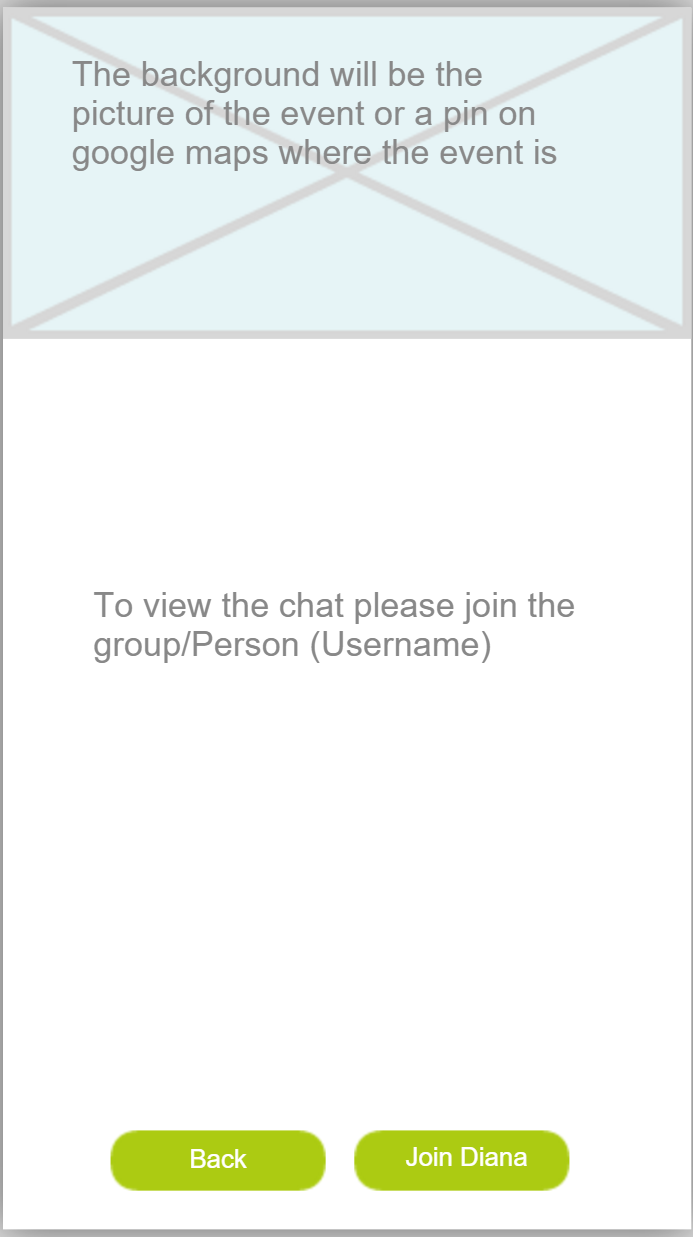 The background will be the
picture of the event or a pin on
google maps where the event is
To view the chat please join the
group/Person (Username)
Back
Join Diana